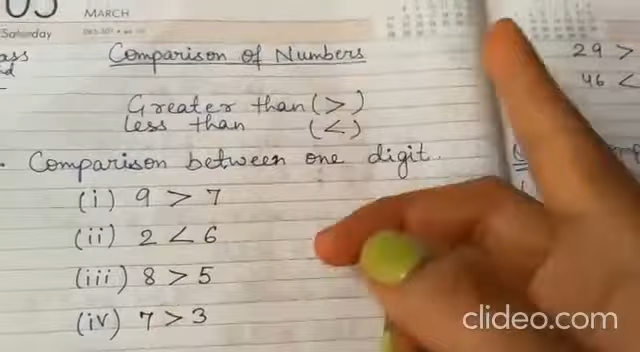 MARCH
Saturday
Comparison of Numbers
Greater than (>)
less than (<)
Comparison between one digit.
(i) 9 > 7
(ii) 2 < 6
(iii) 8 > 5
(iv) 7 > 3
29 >
46 <
clideo.com